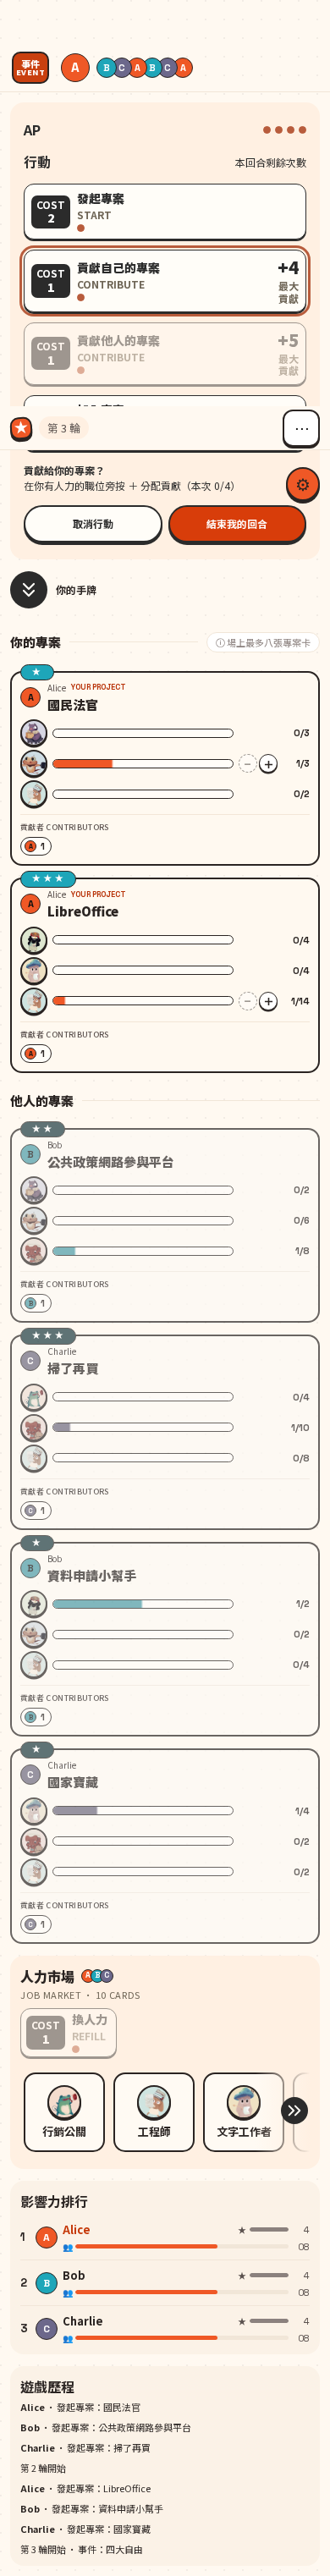 事件
EVENT
A
B C A B C A
AP
行動
本回合剩餘次數
COST
2
發起專案
START
COST
1
貢獻自己的專案
CONTRIBUTE
+4
最大
貢獻
COST
1
貢獻他人的專案
CONTRIBUTE
+5
最大
貢獻
第 3 輪
貢獻給你的專案？
在你有人力的職位旁按 ＋ 分配貢獻（本次 0/4）
取消行動
結束我的回合
你的手牌
你的專案
場上最多八張專案卡
A
Alice YOUR PROJECT
國民法官
0/3
1/3
0/2
貢獻者 CONTRIBUTORS
A 1
A
Alice YOUR PROJECT
LibreOffice
0/4
0/4
1/14
貢獻者 CONTRIBUTORS
A 1
他人的專案
B
Bob
公共政策網路參與平台
0/2
0/6
1/8
貢獻者 CONTRIBUTORS
B 1
C
Charlie
掃了再買
0/4
1/10
0/8
貢獻者 CONTRIBUTORS
C 1
B
Bob
資料申請小幫手
1/2
0/2
0/4
貢獻者 CONTRIBUTORS
B 1
C
Charlie
國家寶藏
1/4
0/2
0/2
貢獻者 CONTRIBUTORS
C 1
人力市場
A B C
JOB MARKET · 10 CARDS
COST
1
換人力
REFILL
行銷公關
工程師
文字工作者
影響力排行
1
A
Alice
4
08
2
B
Bob
4
08
3
C
Charlie
4
08
遊戲歷程
Alice · 發起專案：國民法官
Bob · 發起專案：公共政策網路參與平台
Charlie · 發起專案：掃了再買
第 2 輪開始
Alice · 發起專案：LibreOffice
Bob · 發起專案：資料申請小幫手
Charlie · 發起專案：國家寶藏
第 3 輪開始 · 事件：四大自由